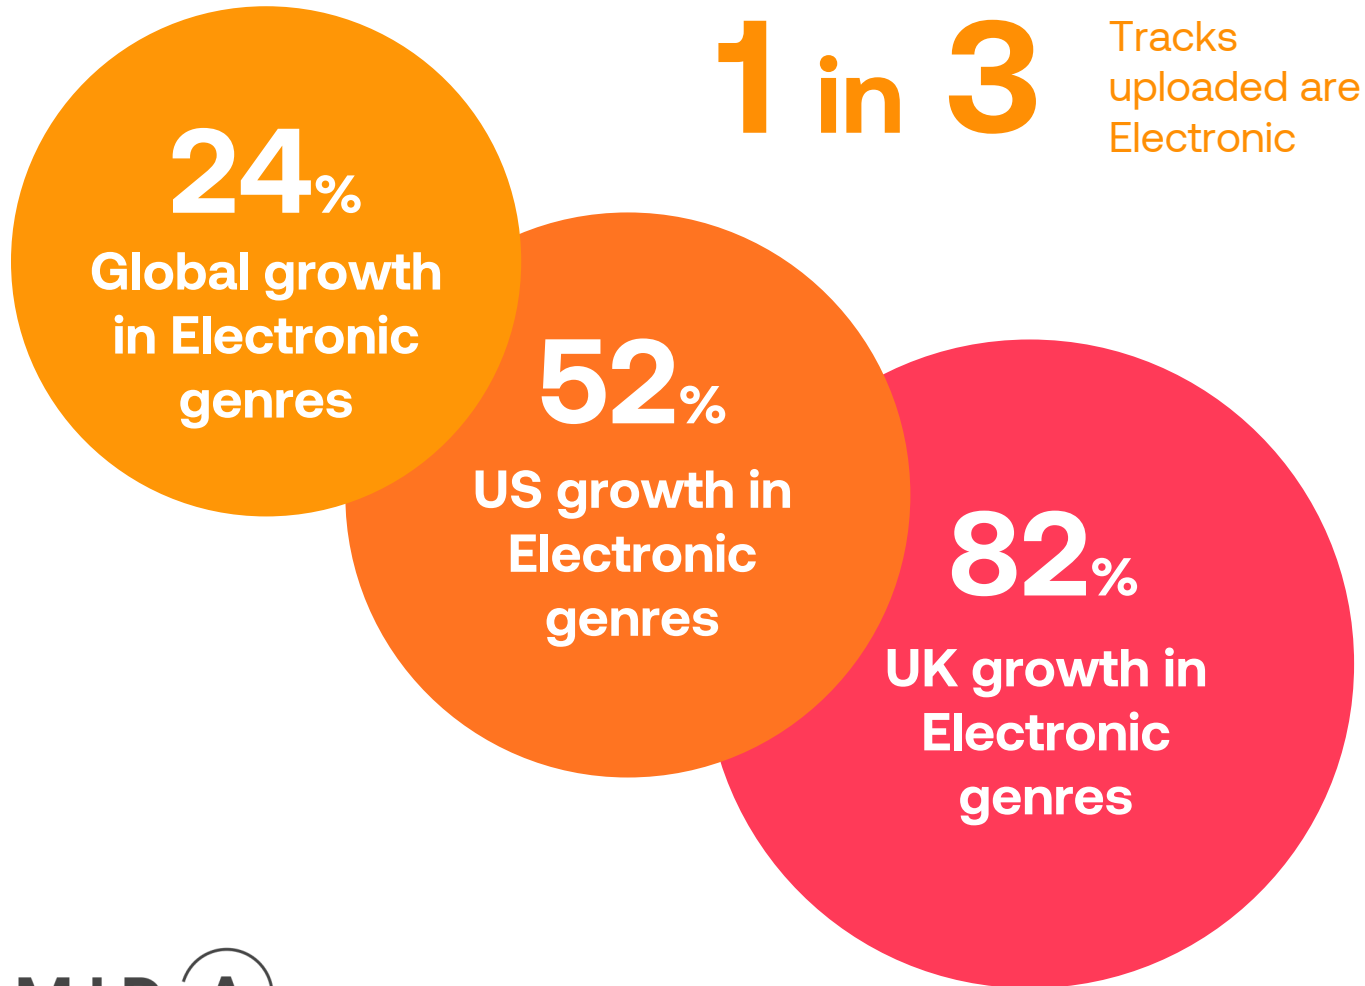 1 in 3
Tracks
uploaded are
Electronic
24%
Global growth
in Electronic
genres
52%
US growth in
Electronic
genres
82%
UK growth in
Electronic
genres
MIDiA